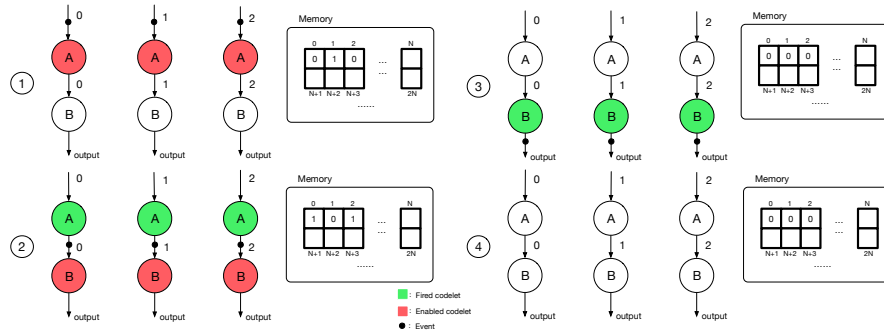 1
0
A
0
B
output
1
A
1
B
output
2
A
2
B
output
Memory
0 1 2 N
0 1 0 ... ...
N+1 N+2 N+3 2N
......
2
0
A
0
B
output
1
A
1
B
output
2
A
2
B
output
Memory
0 1 2 N
1 0 1 ... ...
N+1 N+2 N+3 2N
......
3
0
A
0
B
output
1
A
1
B
output
2
A
2
B
output
Memory
0 1 2 N
0 0 0 ... ...
N+1 N+2 N+3 2N
......
4
0
A
0
B
output
1
A
1
B
output
2
A
2
B
output
Memory
0 1 2 N
0 0 0 ... ...
N+1 N+2 N+3 2N
......
: Fired codelet
: Enabled codelet
: Event